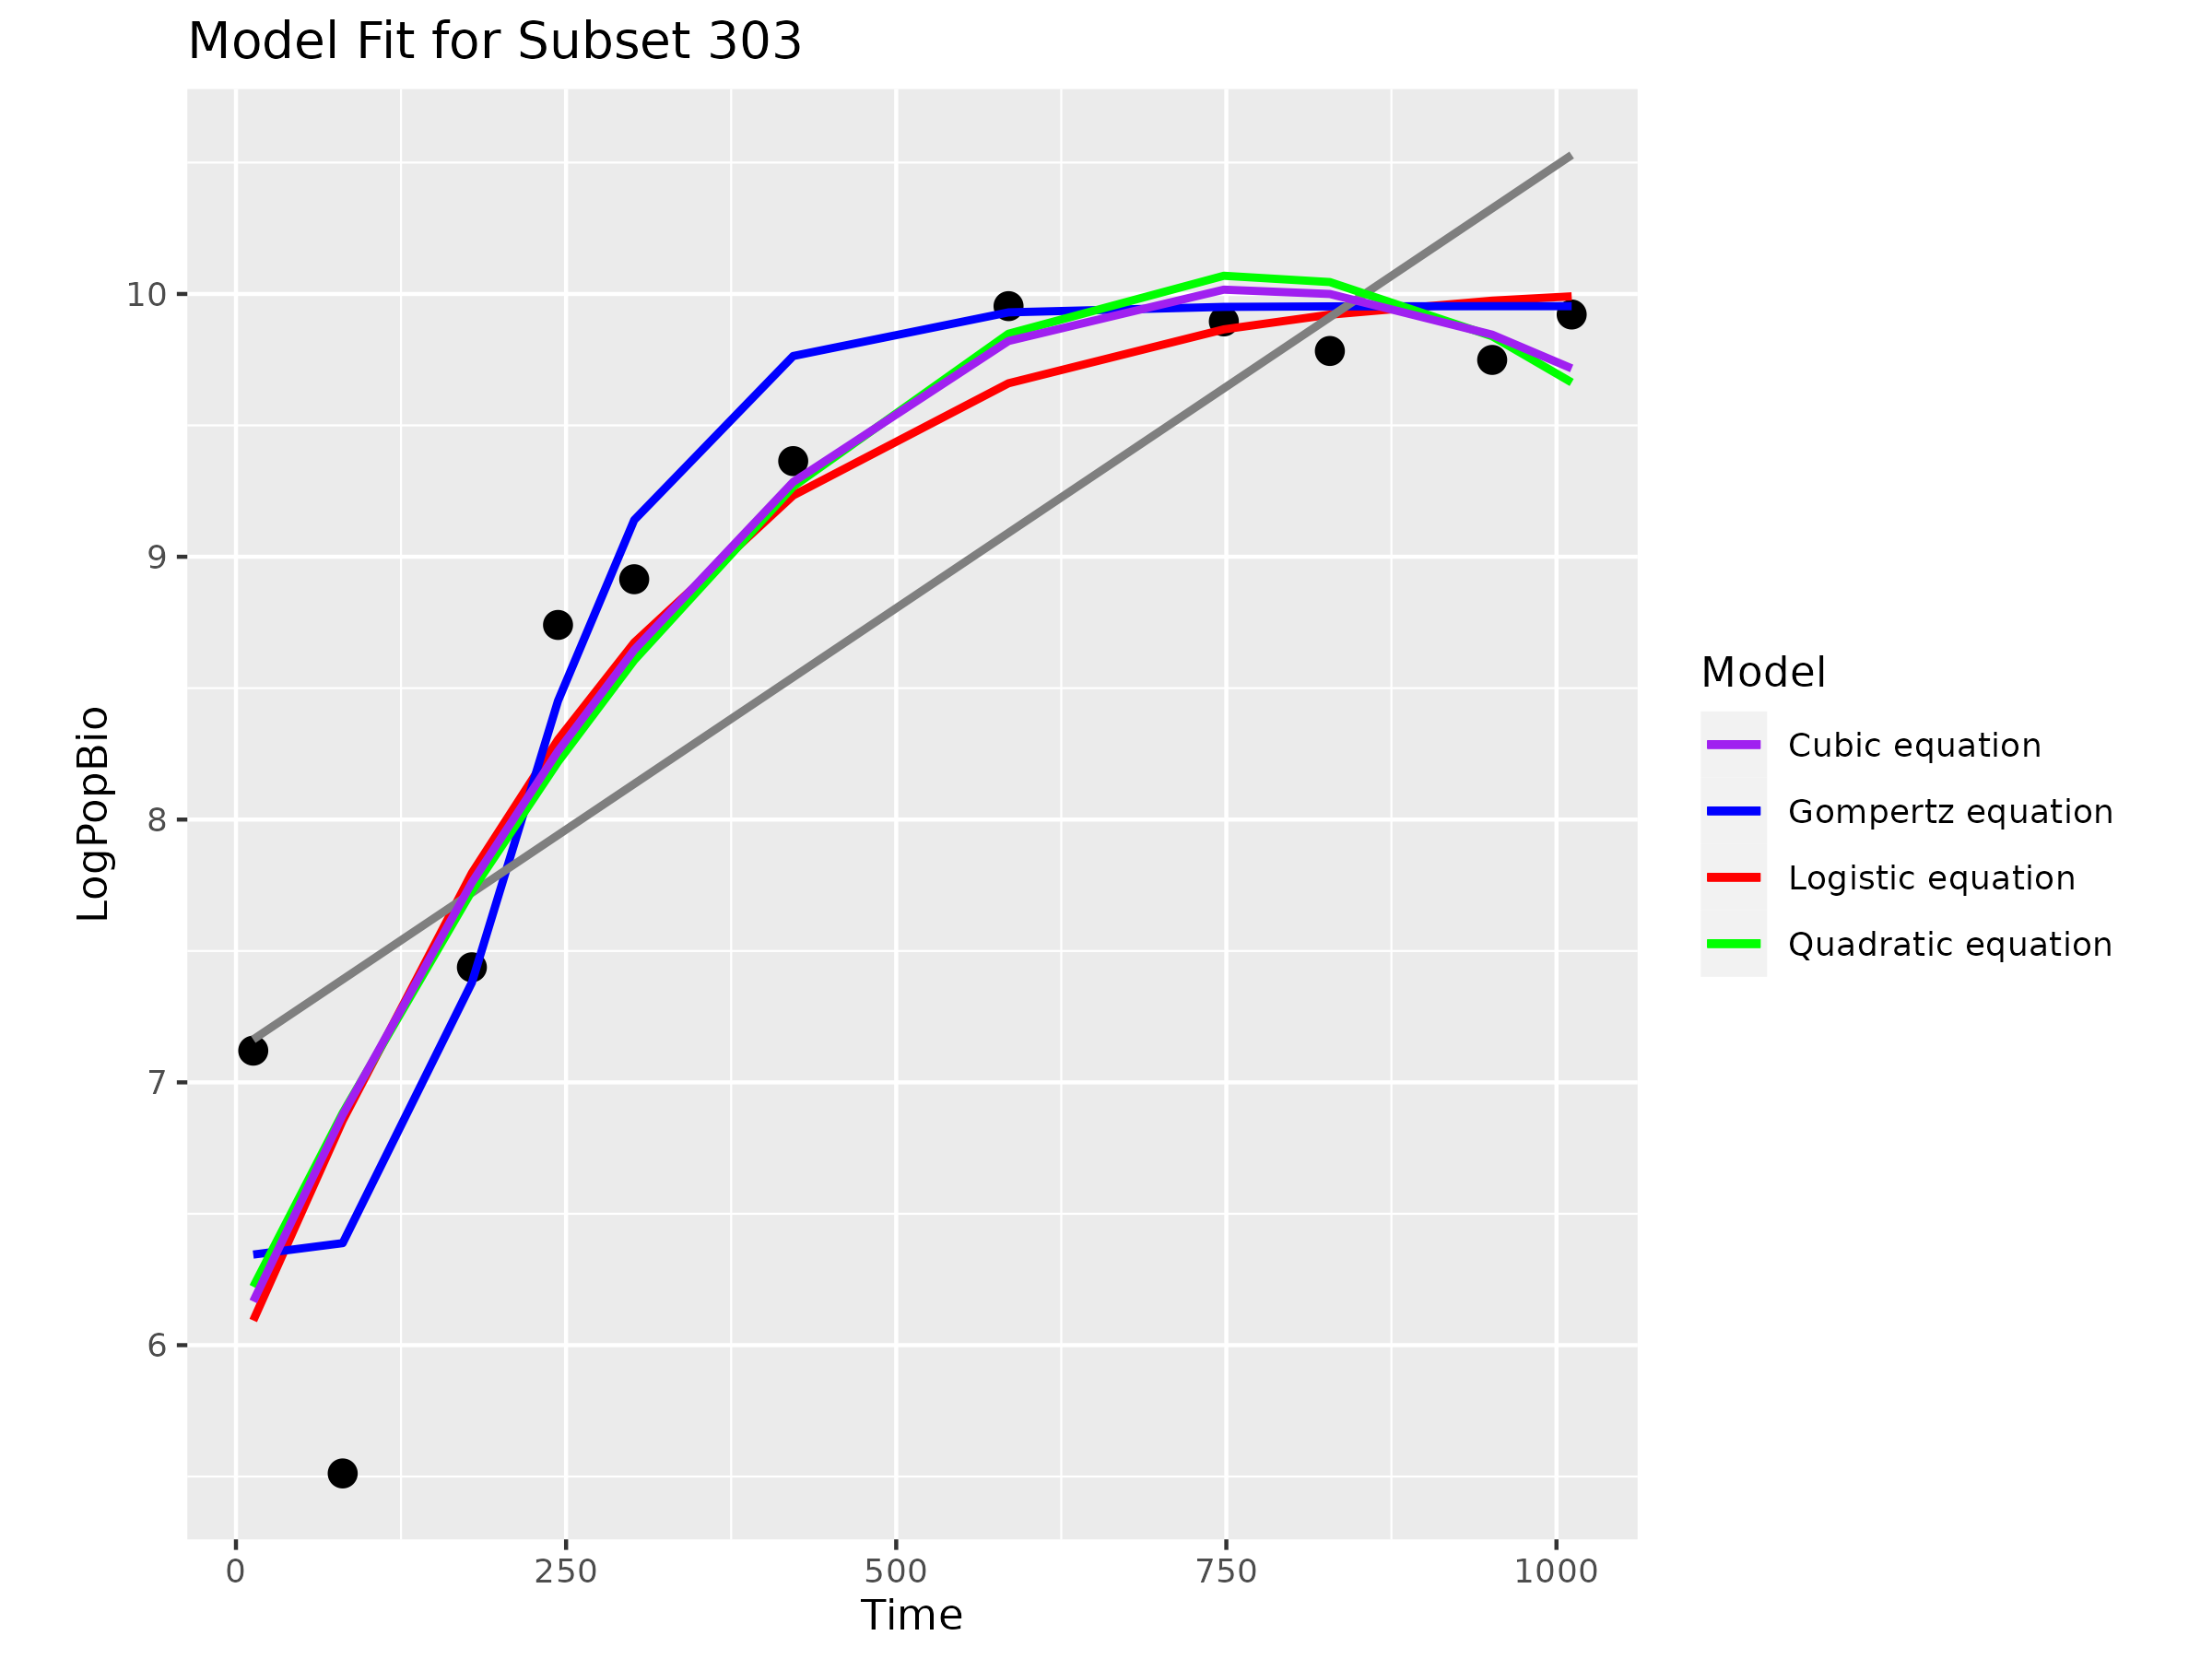 Model Fit for Subset 303
LogPopBio
10
9
8
7
6
0 250 500 750 1000
Time
Model
Cubic equation
Gompertz equation
Logistic equation
Quadratic equation